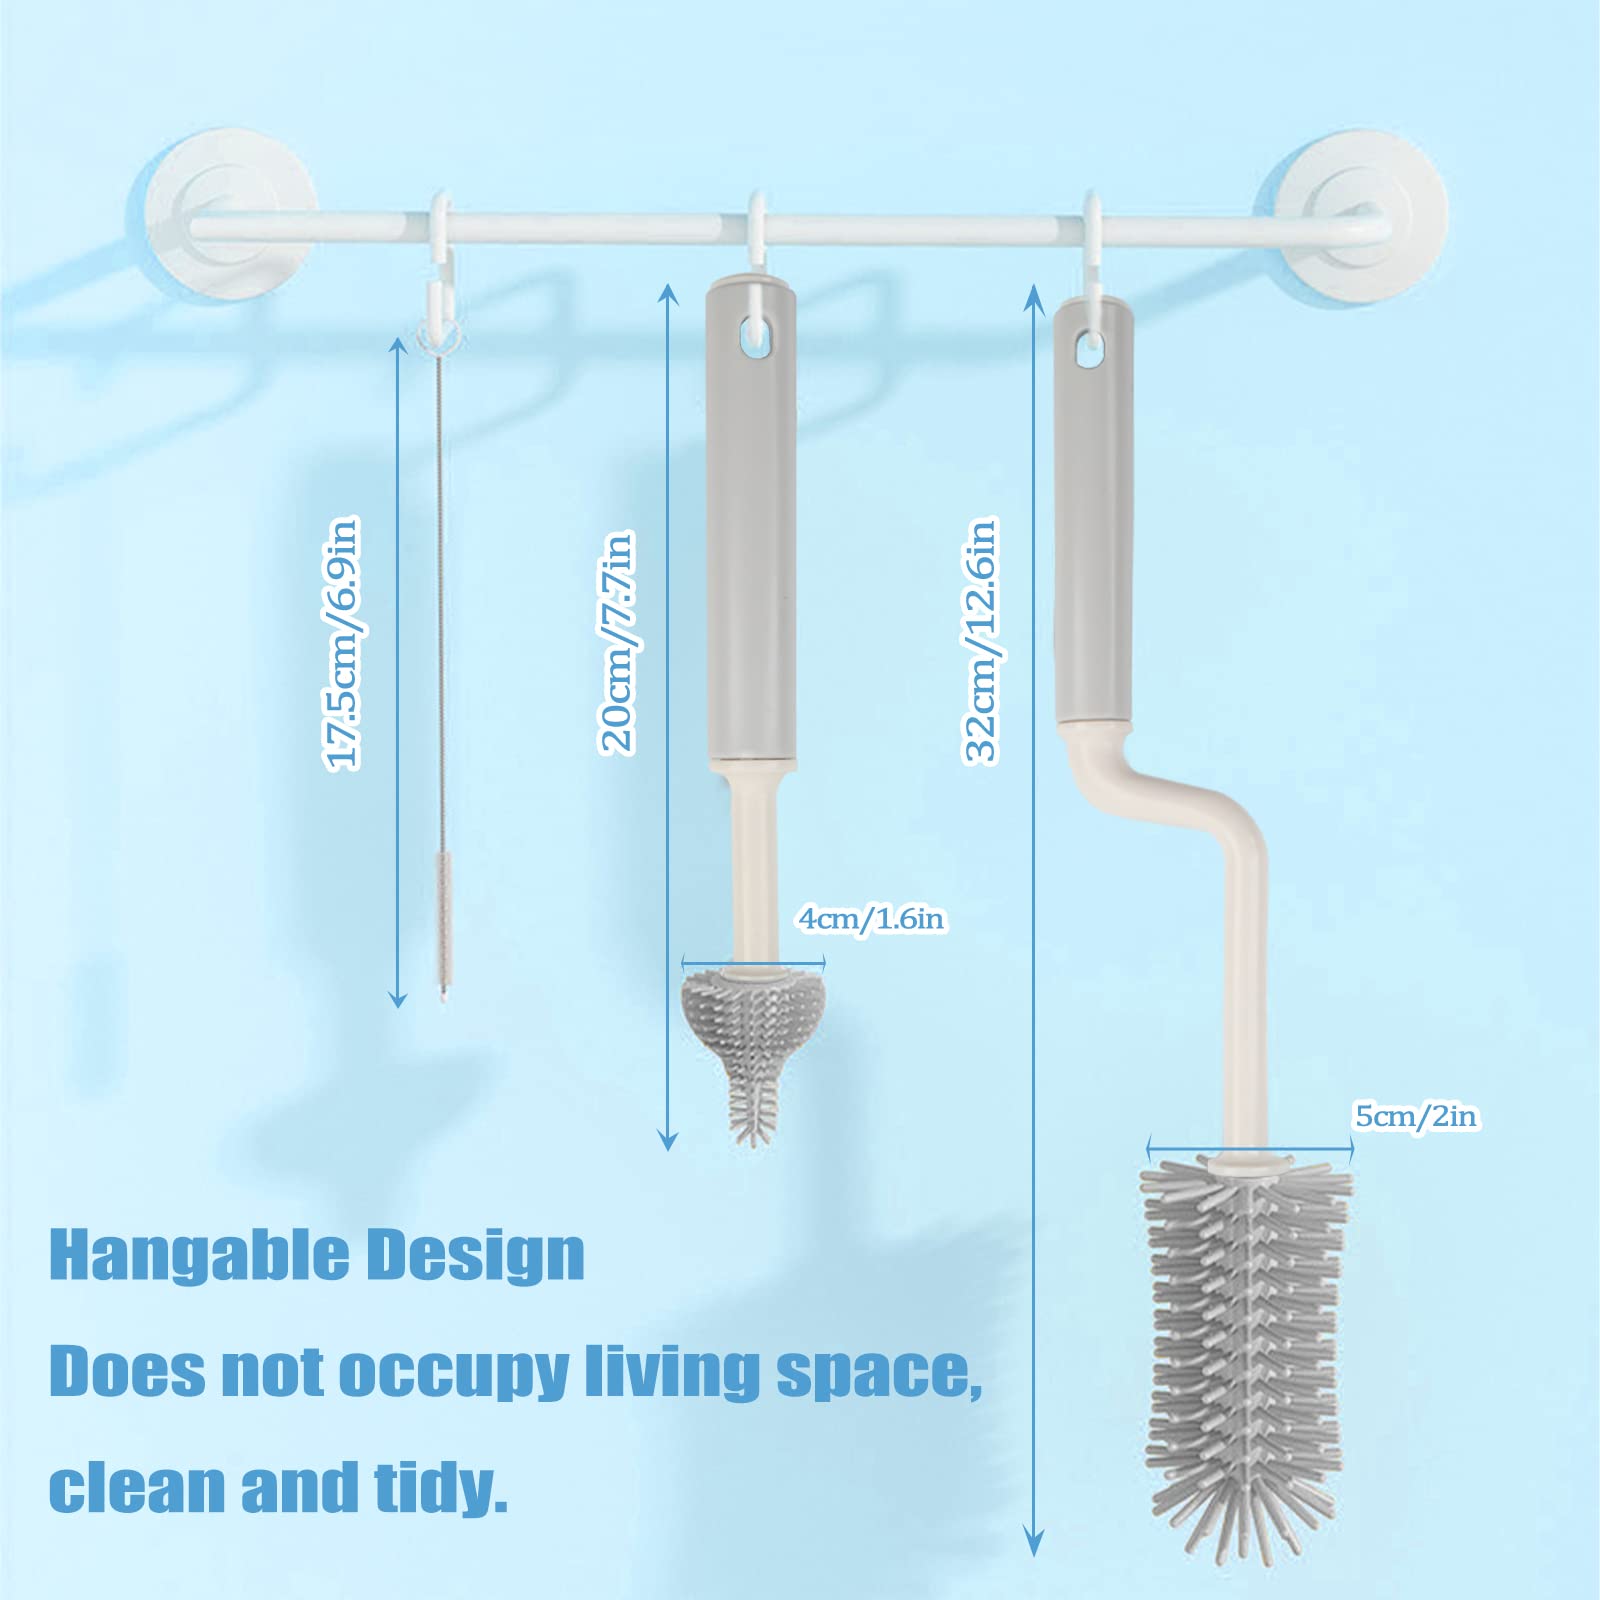 17.5cm/6.9in
20cm/7.7in
32cm/12.6in
4cm/1.6in
5cm/2in
Hangable Design
Does not occupy living space,
clean and tidy.